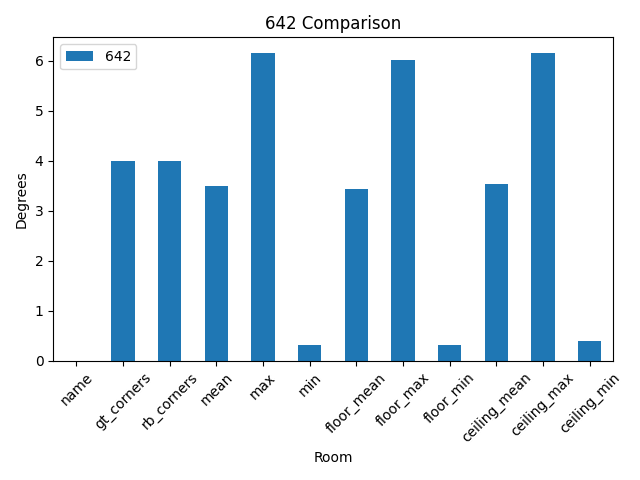 642 Comparison
642
6
5
4
3
2
1
0
Degrees
name
gt_corners
rb_corners
mean
max
min
floor_mean
floor_max
floor_min
ceiling_mean
ceiling_max
ceiling_min
Room